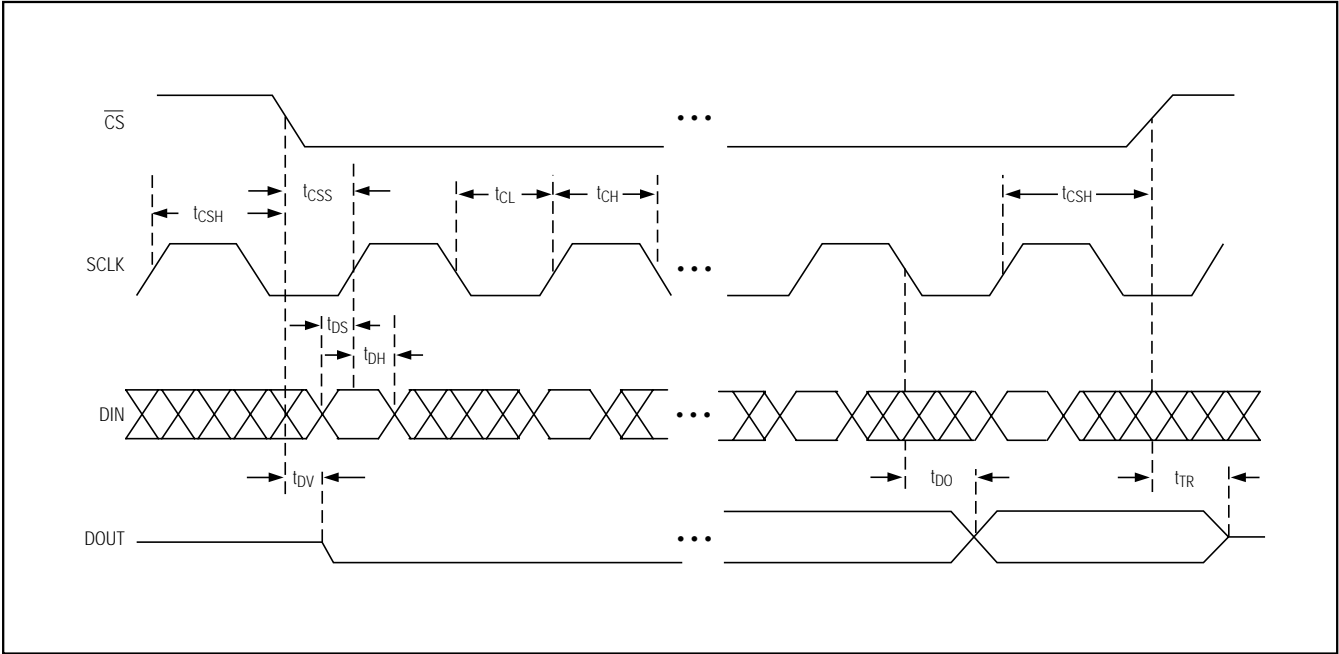 CS
tCSS
tCL
tCH
tCSH
tCSH
SCLK
tDS
tDH
DIN
tDV
tDO
tTR
DOUT